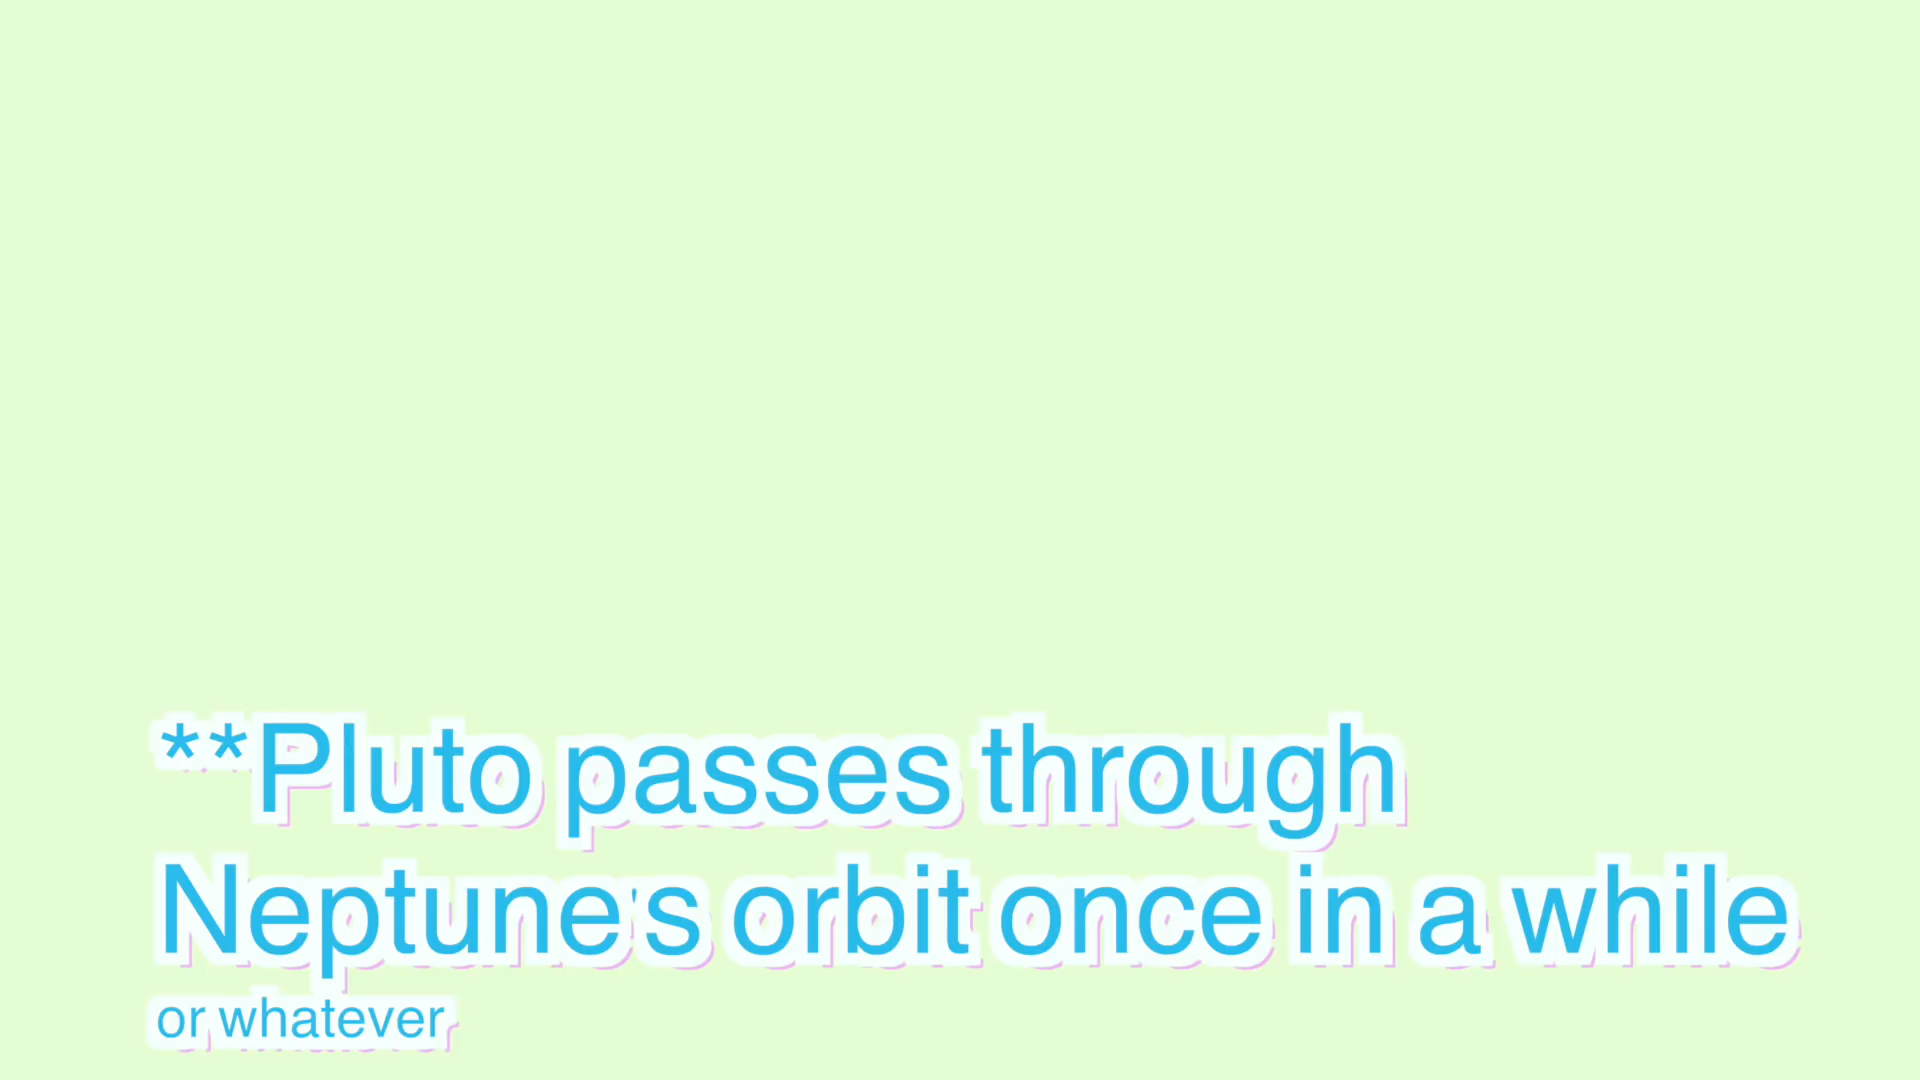 **Pluto passes through
Neptune's orbit once in a while
or whatever